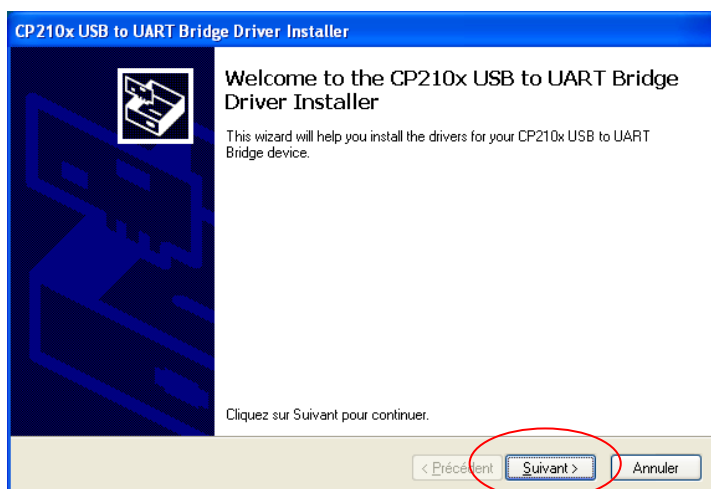 CP210x USB to UART Bridge Driver Installer
Welcome to the CP210x USB to UART Bridge
Driver Installer
This wizard will help you install the drivers for your CP210x USB to UART
Bridge device.
Cliquez sur Suivant pour continuer.
< Précédent Suivant > Annuler